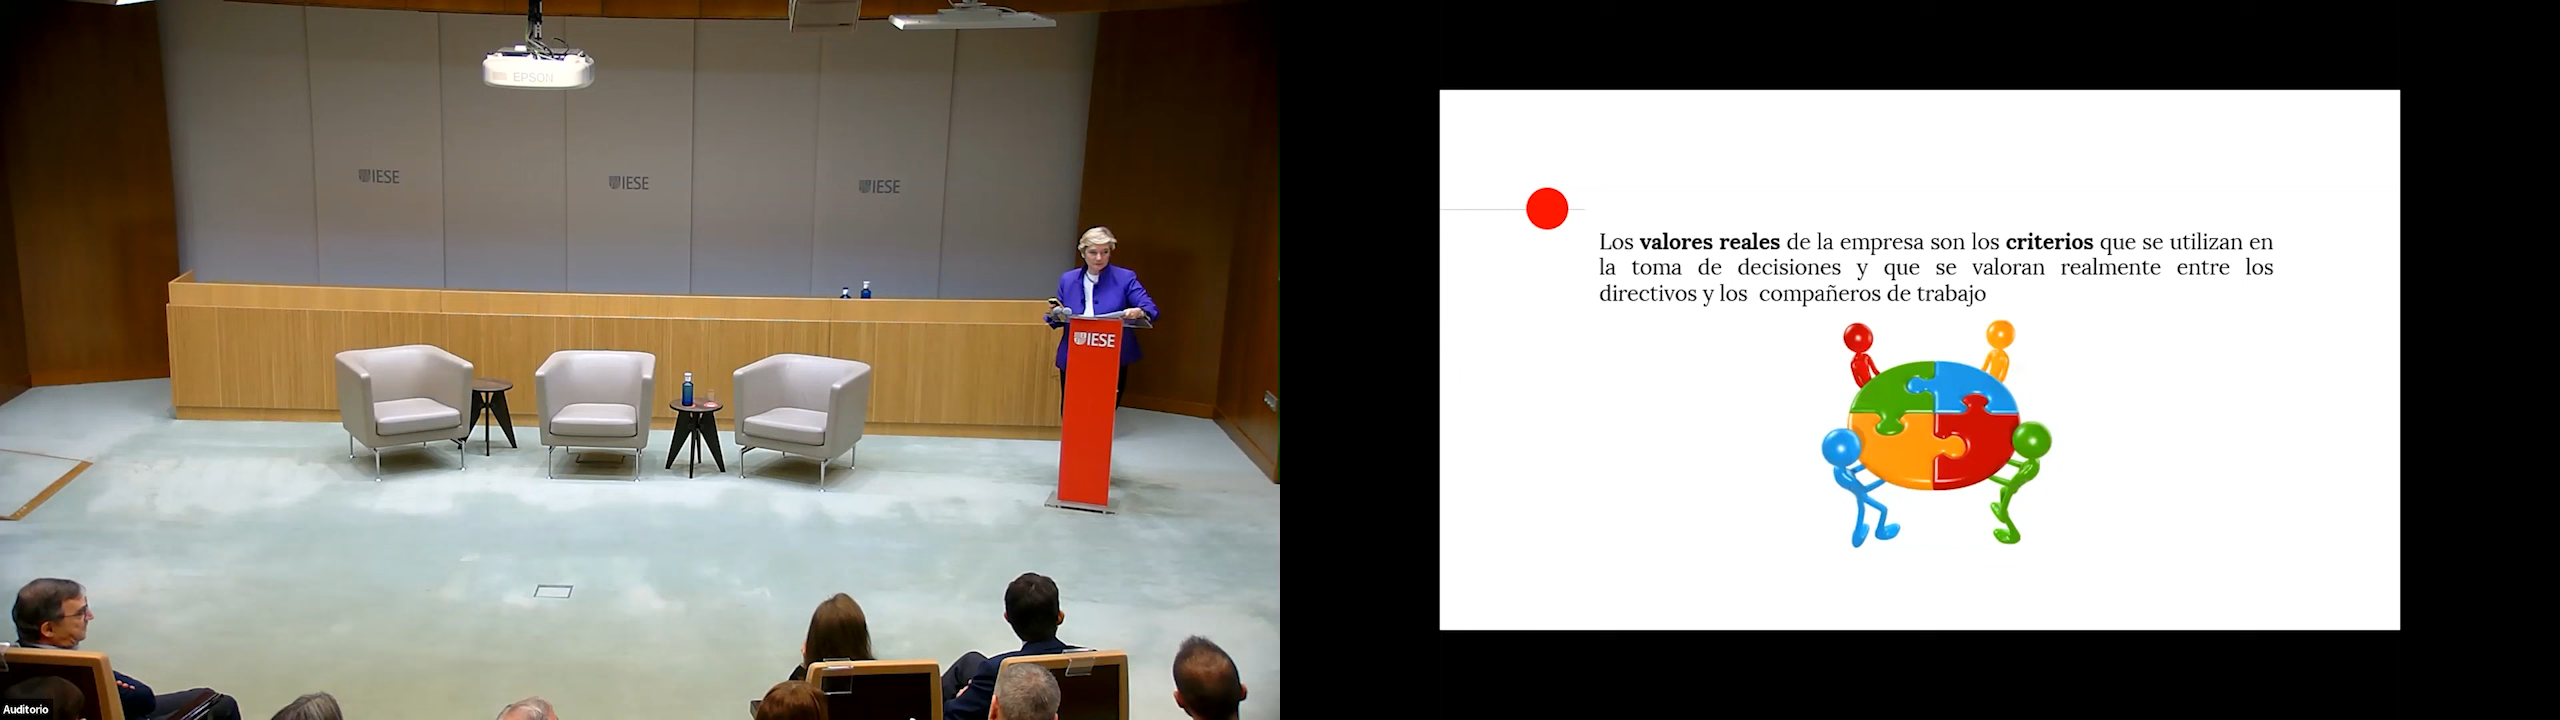 EPSON
IESE
IESE
IESE
IESE
Auditorio
Los valores reales de la empresa son los criterios que se utilizan en
la toma de decisiones y que se valoran realmente entre los
directivos y los compañeros de trabajo